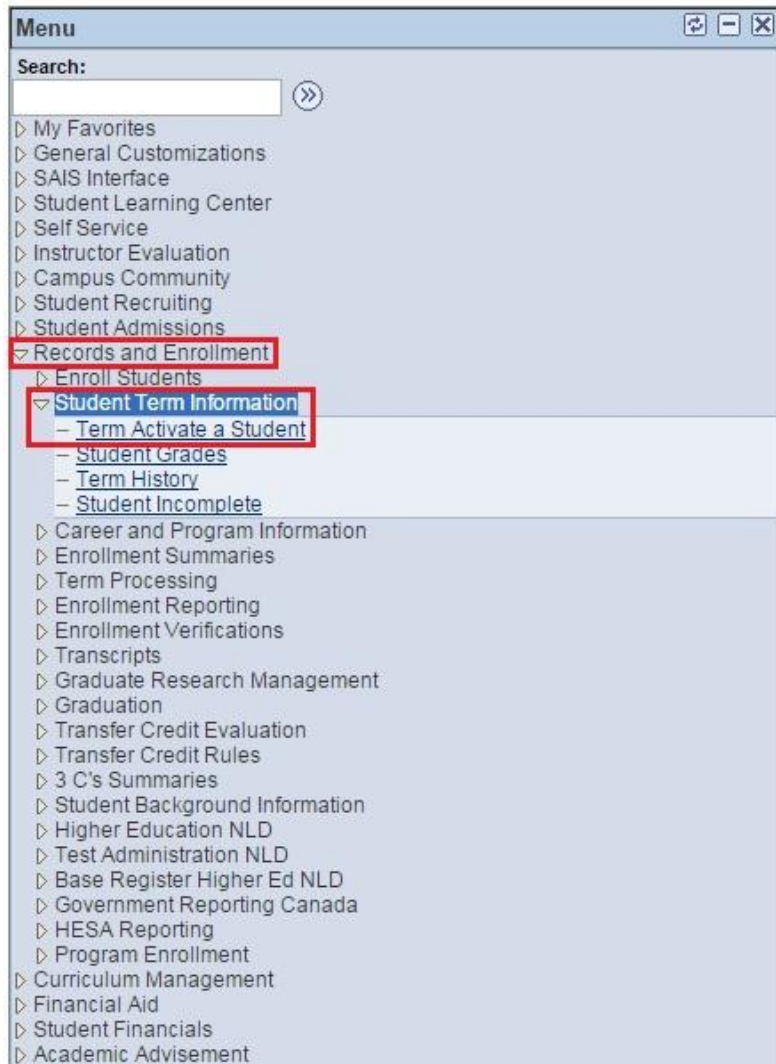 Menu
Search:
My Favorites
General Customizations
SAIS Interface
Student Learning Center
Self Service
Instructor Evaluation
Campus Community
Student Recruiting
Student Admissions
Records and Enrollment
Enroll Students
Student Term Information
– Term Activate a Student
– Student Grades
– Term History
– Student Incomplete
Career and Program Information
Enrollment Summaries
Term Processing
Enrollment Reporting
Enrollment Verifications
Transcripts
Graduate Research Management
Graduation
Transfer Credit Evaluation
Transfer Credit Rules
3 C's Summaries
Student Background Information
Higher Education NLD
Test Administration NLD
Base Register Higher Ed NLD
Government Reporting Canada
HESA Reporting
Program Enrollment
Curriculum Management
Financial Aid
Student Financials
Academic Advisement